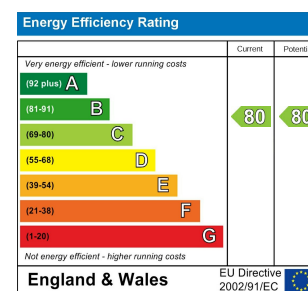 Energy Efficiency Rating
Current Potenti
Very energy efficient - lower running costs
(92 plus) A
(81-91) B
(69-80) C
(55-68) D
(39-54) E
(21-38) F
(1-20) G
80 80
Not energy efficient - higher running costs
England & Wales
EU Directive
2002/91/EC